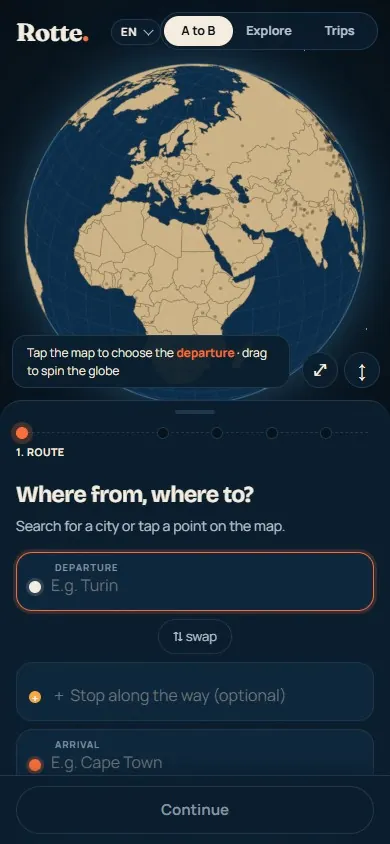 Rotte.
EN
A to B
Explore
Trips
Tap the map to choose the departure · drag
to spin the globe
1. ROUTE
Where from, where to?
Search for a city or tap a point on the map.
DEPARTURE
E.g. Turin
⇅ swap
+ Stop along the way (optional)
ARRIVAL
E.g. Cape Town
Continue